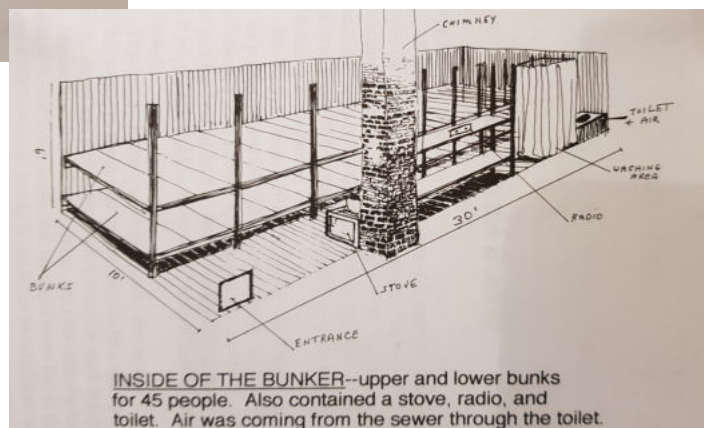 CHIMNEY
TOILET
+ AIR
WASHING
AREA
RADIO
30'
6'
10'
BUNKS
STOVE
ENTRANCE
INSIDE OF THE BUNKER--upper and lower bunks
for 45 people. Also contained a stove, radio, and
toilet. Air was coming from the sewer through the toilet.